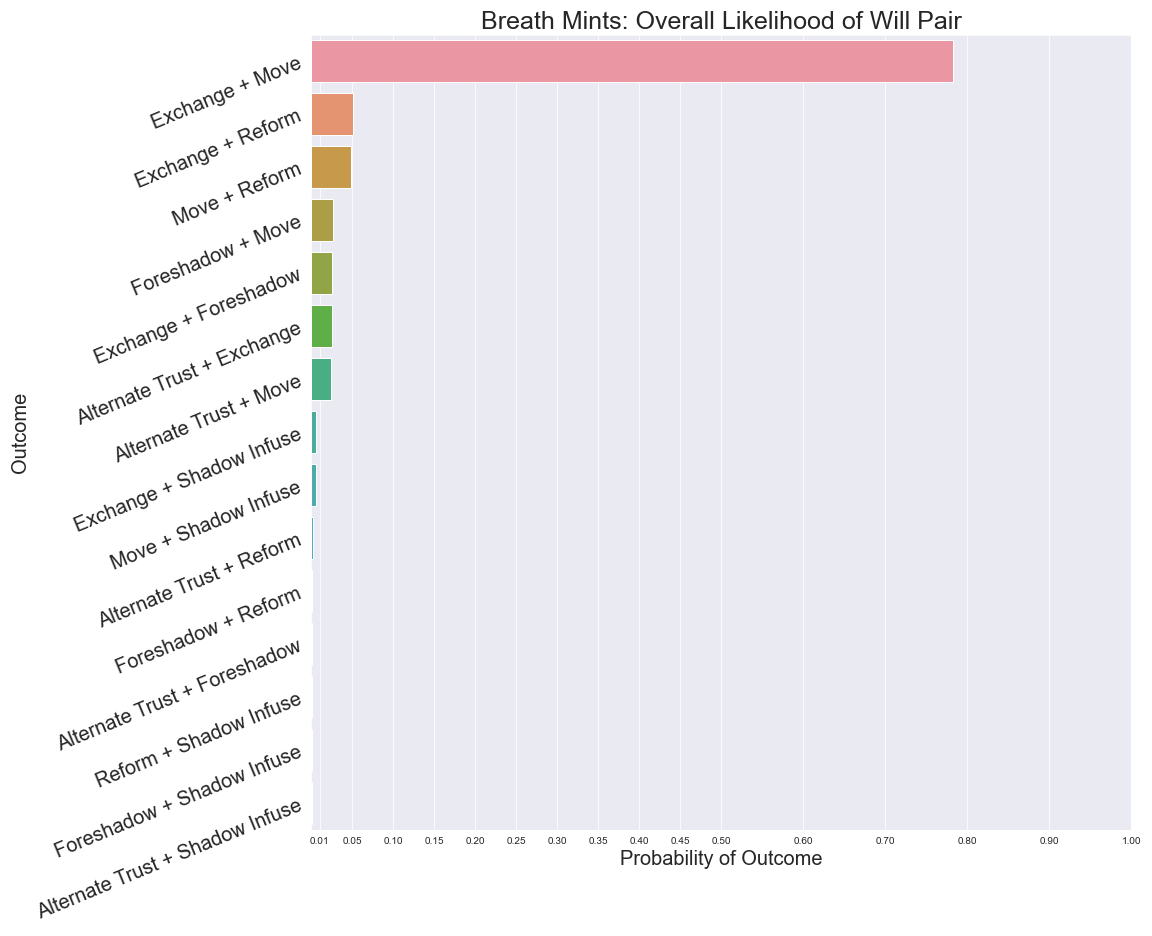 Breath Mints: Overall Likelihood of Will Pair
Exchange + Move
Exchange + Reform
Move + Reform
Foreshadow + Move
Exchange + Foreshadow
Alternate Trust + Exchange
Alternate Trust + Move
Exchange + Shadow Infuse
Move + Shadow Infuse
Alternate Trust + Reform
Foreshadow + Reform
Alternate Trust + Foreshadow
Reform + Shadow Infuse
Foreshadow + Shadow Infuse
Alternate Trust + Shadow Infuse
Outcome
0.01 0.05 0.10 0.15 0.20 0.25 0.30 0.35 0.40 0.45 0.50 0.60 0.70 0.80 0.90 1.00
Probability of Outcome